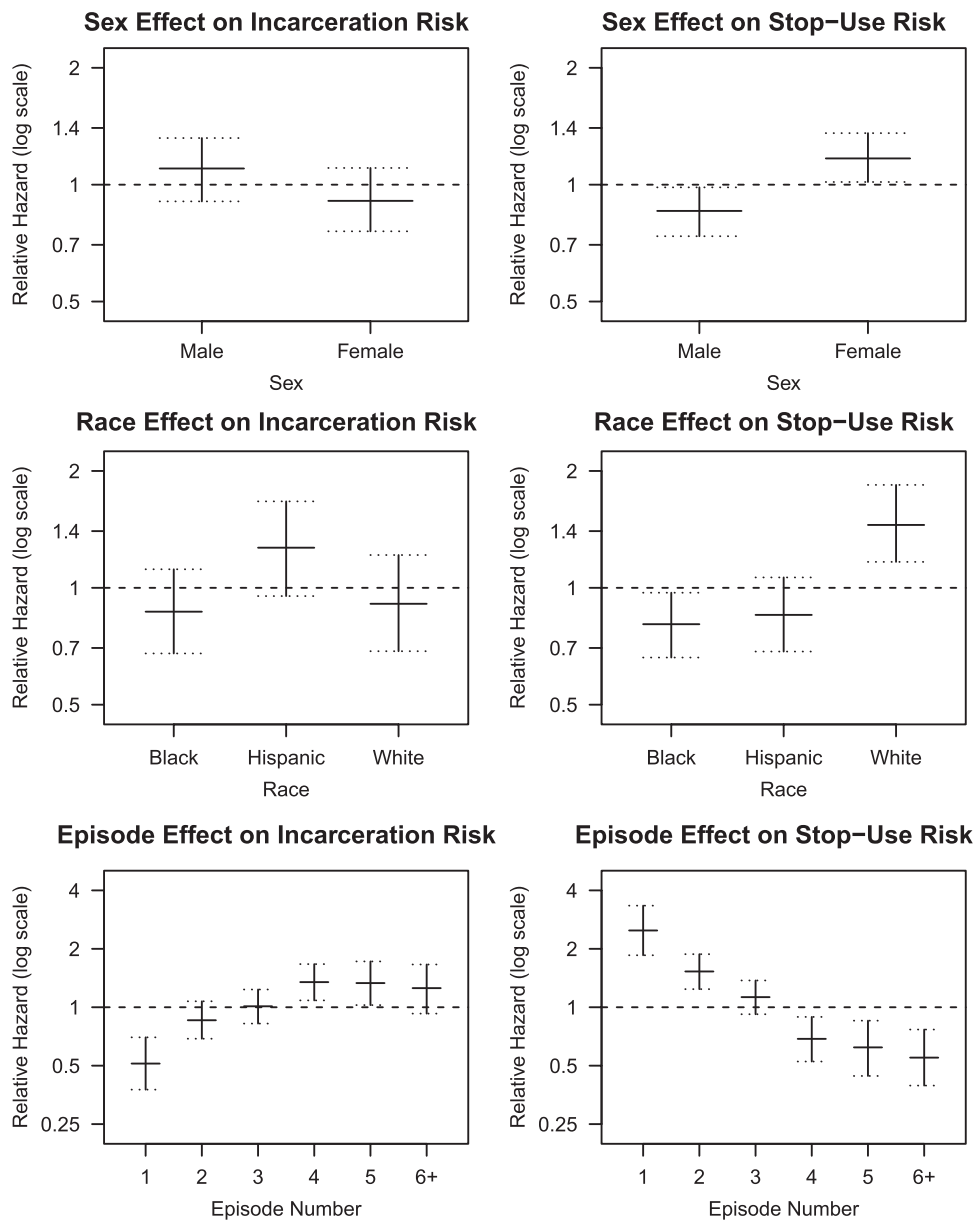 Sex Effect on Incarceration Risk
Relative Hazard (log scale)
2
1.4
1
0.7
0.5
Male Female
Sex
Sex Effect on Stop−Use Risk
Relative Hazard (log scale)
2
1.4
1
0.7
0.5
Male Female
Sex
Race Effect on Incarceration Risk
Relative Hazard (log scale)
2
1.4
1
0.7
0.5
Black Hispanic White
Race
Race Effect on Stop−Use Risk
Relative Hazard (log scale)
2
1.4
1
0.7
0.5
Black Hispanic White
Race
Episode Effect on Incarceration Risk
Relative Hazard (log scale)
4
2
1
0.5
0.25
1 2 3 4 5 6+
Episode Number
Episode Effect on Stop−Use Risk
Relative Hazard (log scale)
4
2
1
0.5
0.25
1 2 3 4 5 6+
Episode Number